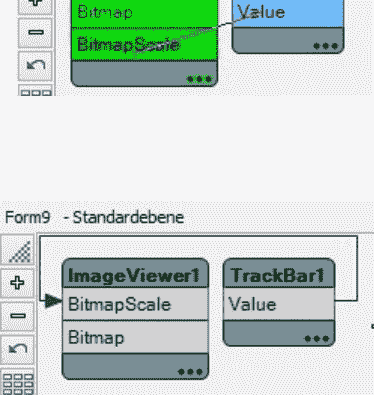 Bitmap
Value
BitmapScale
Form9 - Standardebene
ImageViewer1
TrackBar1
BitmapScale
Value
Bitmap